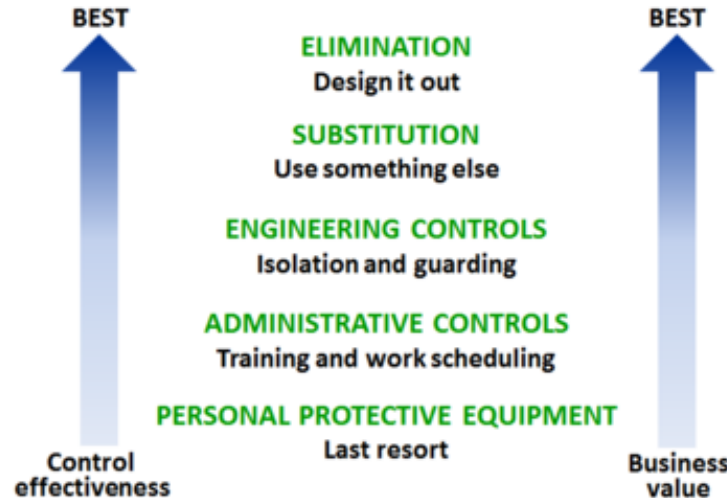 BEST
BEST
ELIMINATION
Design it out
SUBSTITUTION
Use something else
ENGINEERING CONTROLS
Isolation and guarding
ADMINISTRATIVE CONTROLS
Training and work scheduling
PERSONAL PROTECTIVE EQUIPMENT
Last resort
Control
effectiveness
Business
value